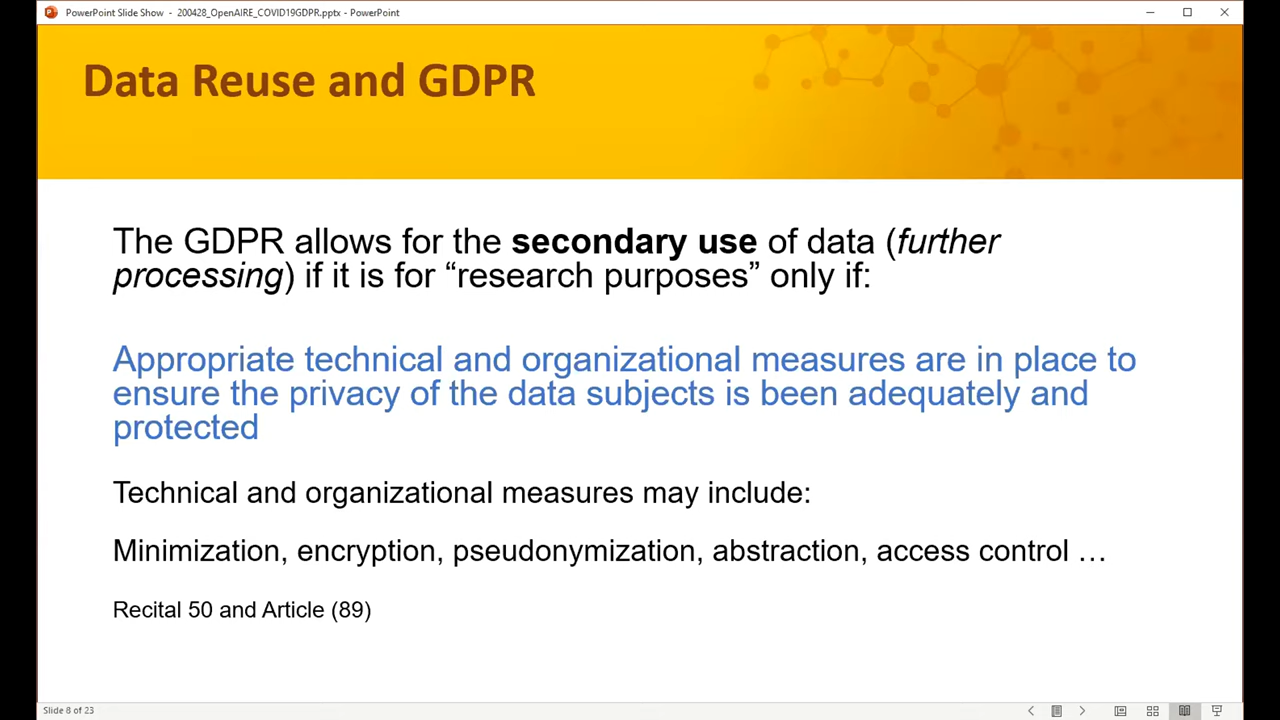 PowerPoint Slide Show - 200428_OpenAIRE_COVID19GDPR.pptx - PowerPoint
Data Reuse and GDPR
The GDPR allows for the secondary use of data (further
processing) if it is for “research purposes” only if:
Appropriate technical and organizational measures are in place to
ensure the privacy of the data subjects is been adequately and
protected
Technical and organizational measures may include:
Minimization, encryption, pseudonymization, abstraction, access control …
Recital 50 and Article (89)
Slide 8 of 23